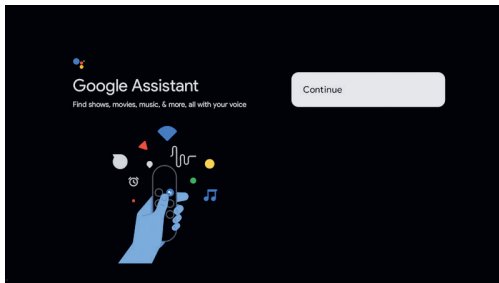 Google Assistant
Find shows, movies, music, & more, all with your voice
Continue